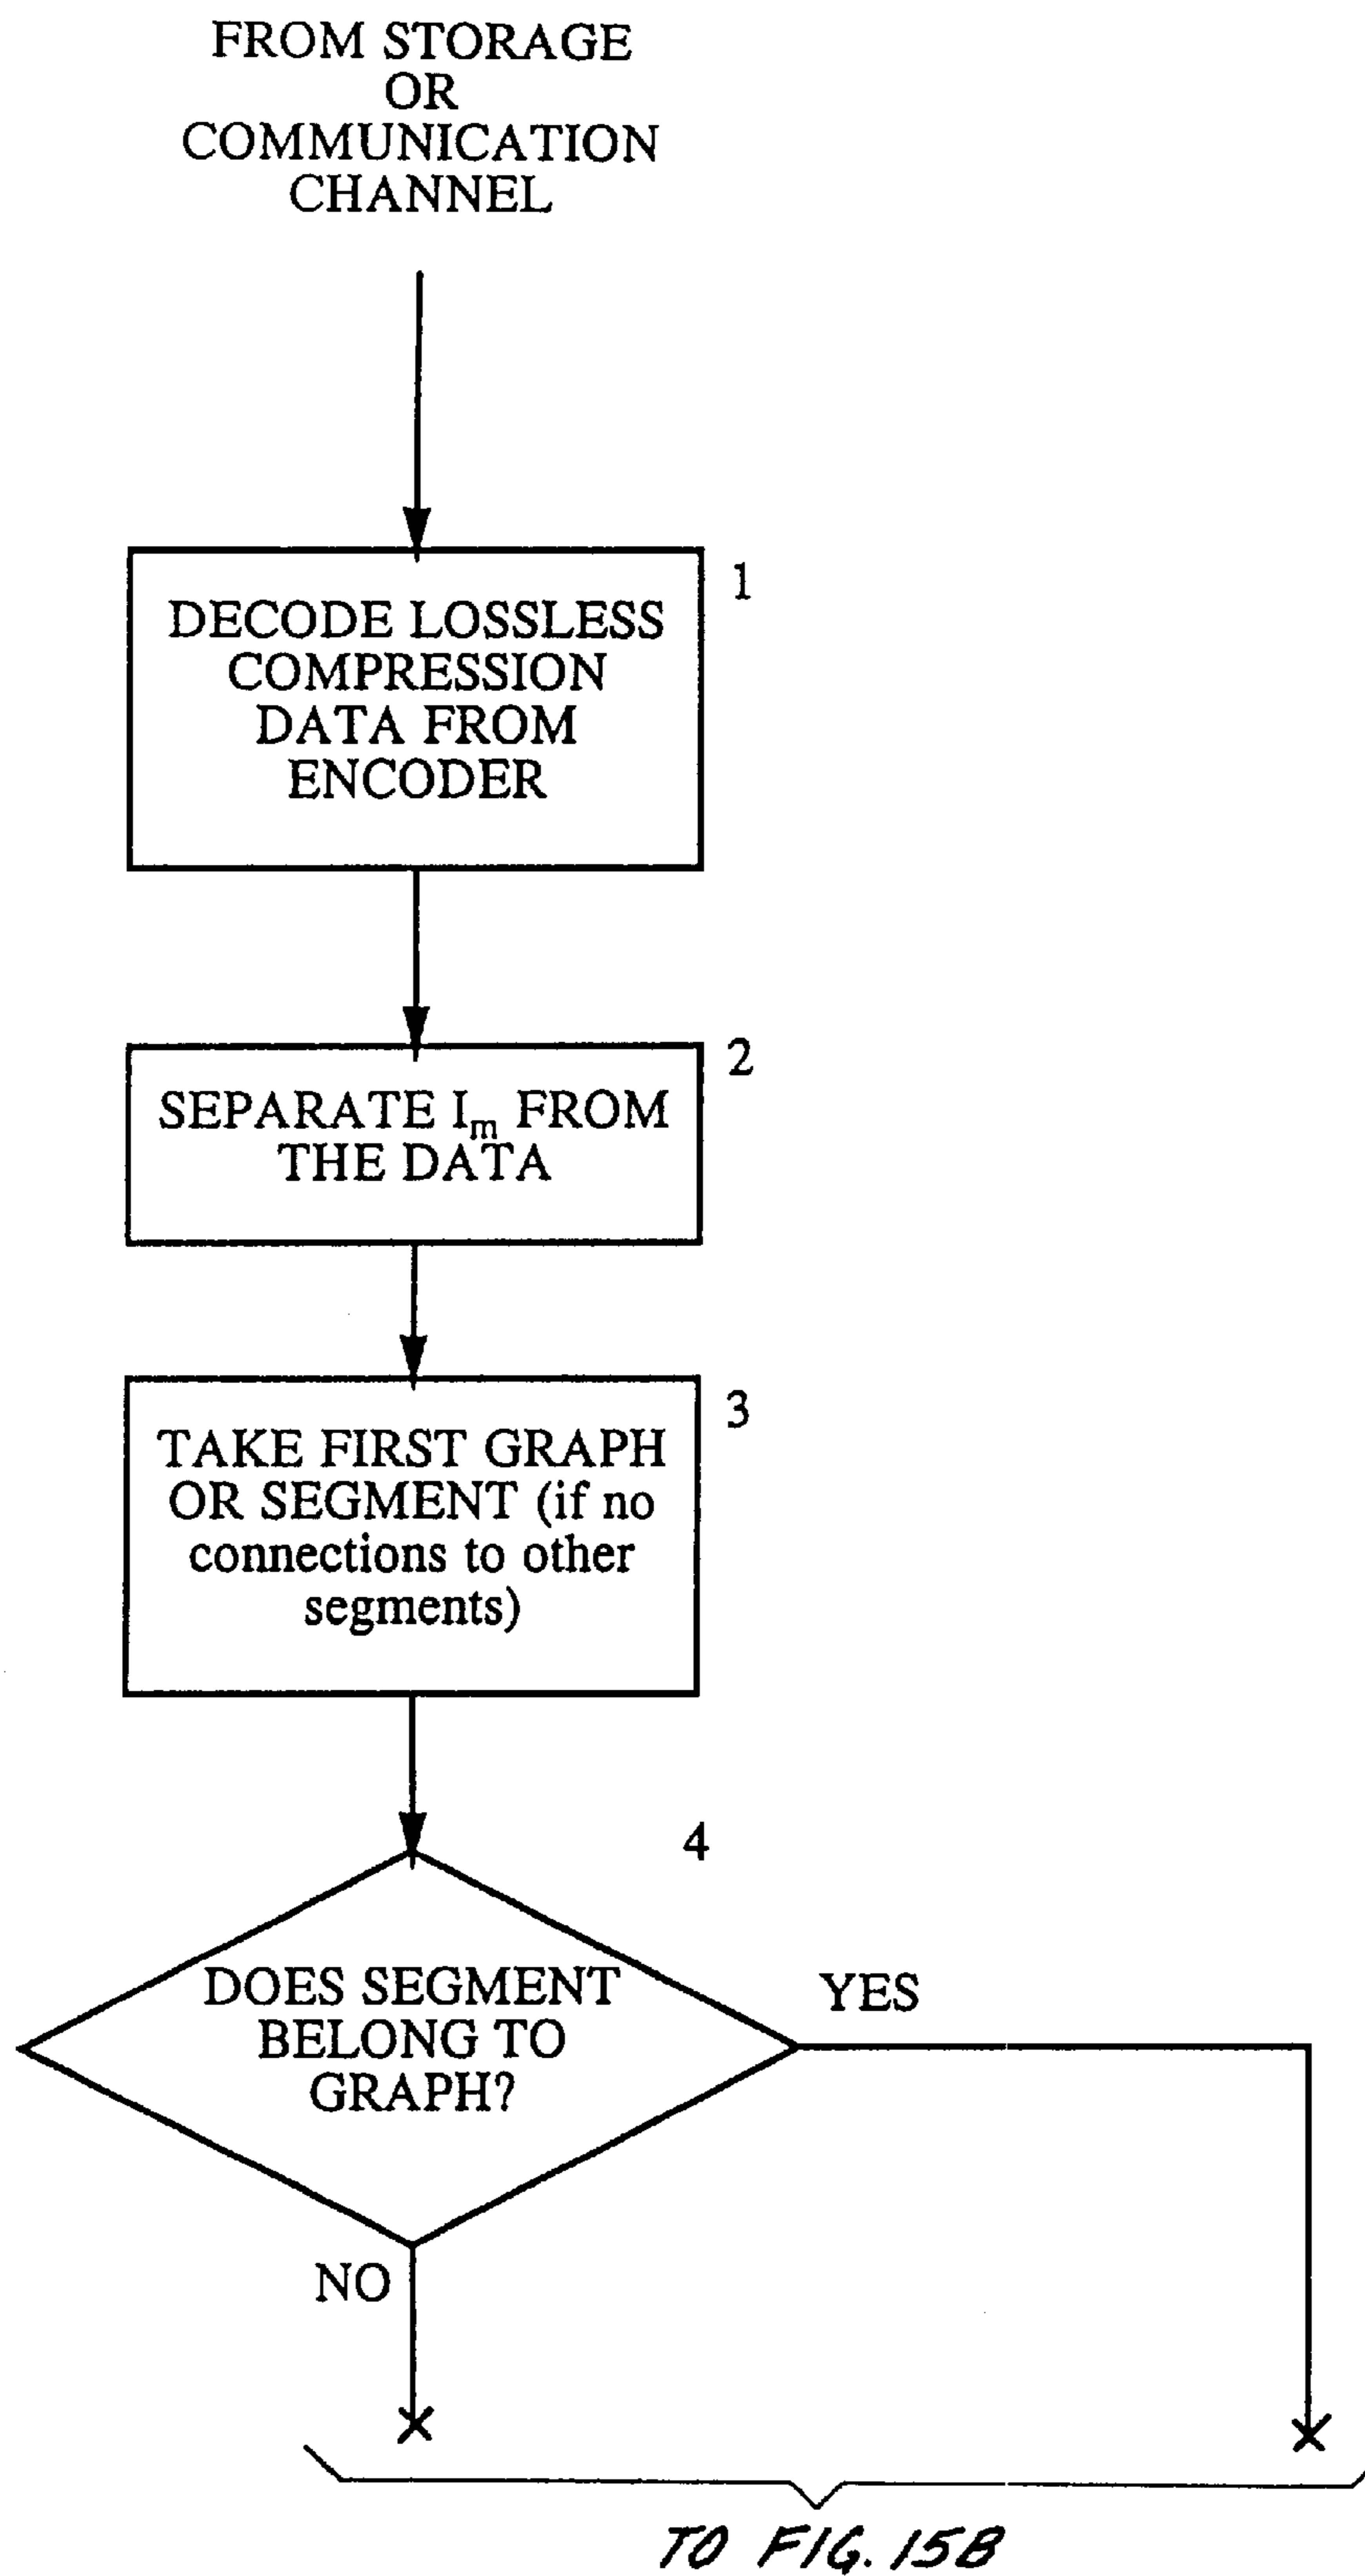 FROM STORAGE
OR
COMMUNICATION
CHANNEL
1
DECODE LOSSLESS
COMPRESSION
DATA FROM
ENCODER
2
SEPARATE Iₘ FROM
THE DATA
3
TAKE FIRST GRAPH
OR SEGMENT (if no
connections to other
segments)
4
DOES SEGMENT
BELONG TO
GRAPH?
YES
NO
TO FIG. 15B